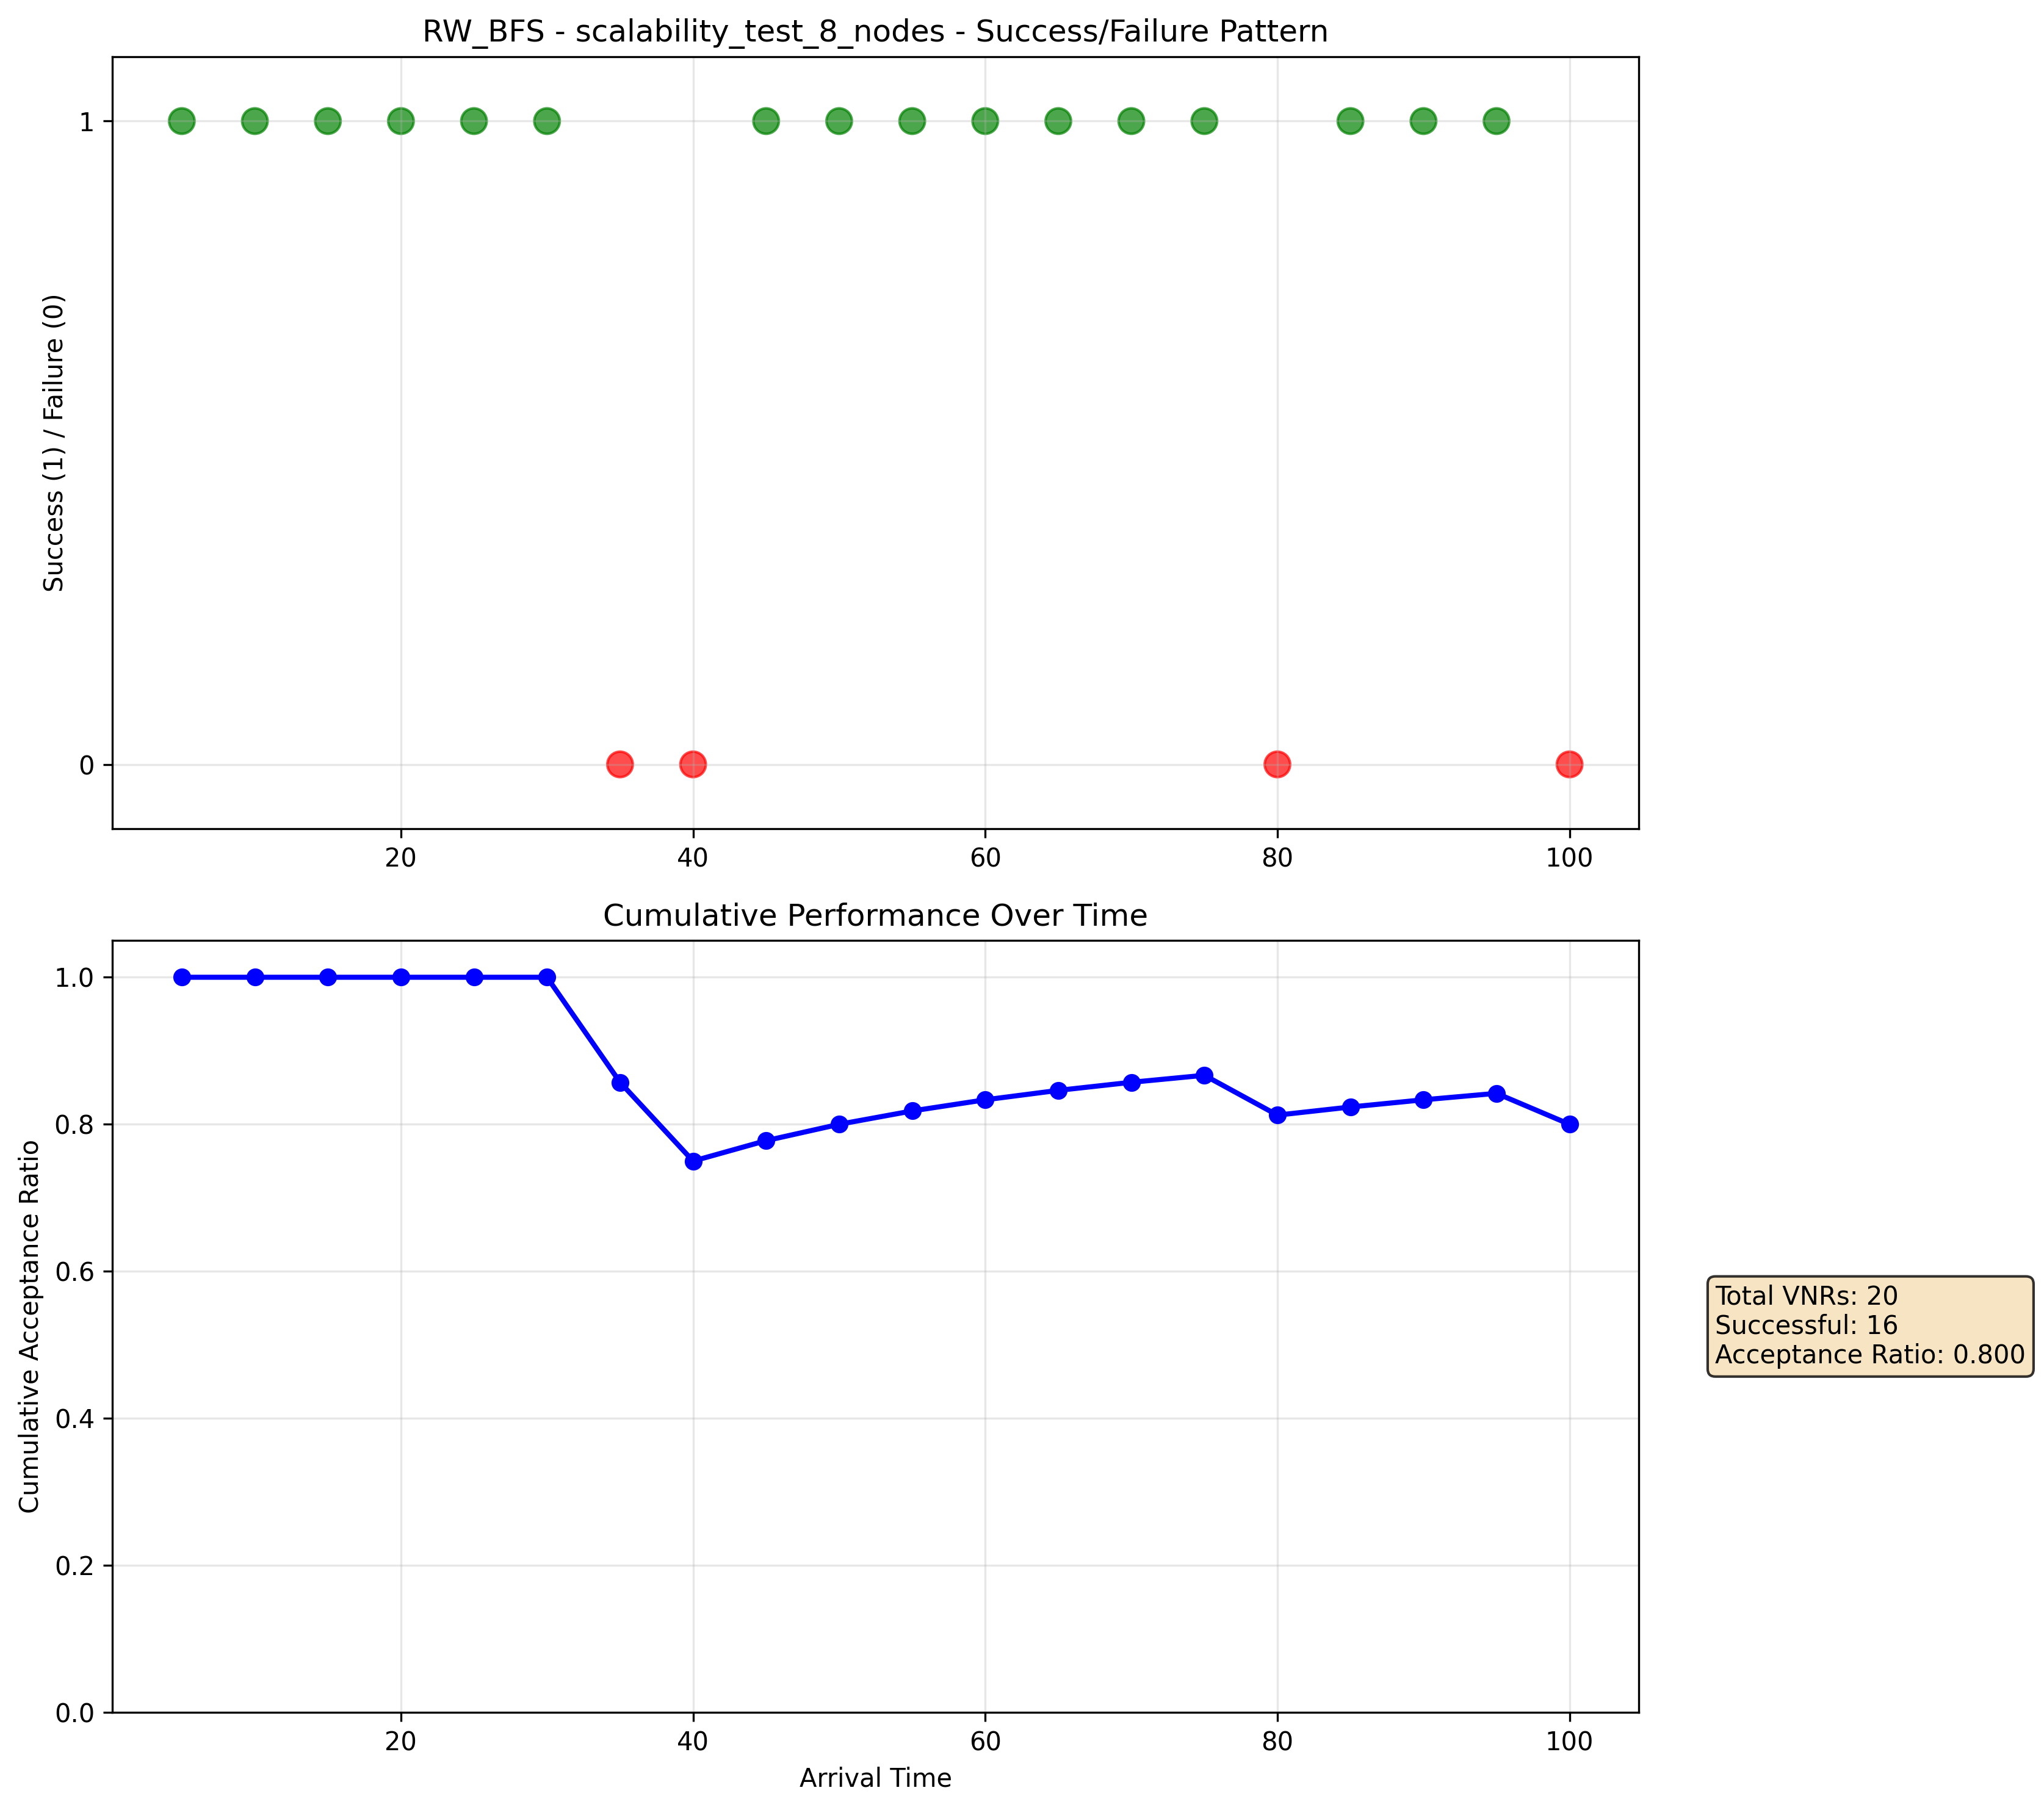 RW_BFS - scalability_test_8_nodes - Success/Failure Pattern
Success (1) / Failure (0)
1
0
20
40
60
80
100
Cumulative Performance Over Time
Cumulative Acceptance Ratio
1.0
0.8
0.6
0.4
0.2
0.0
20
40
60
80
100
Arrival Time
Total VNRs: 20
Successful: 16
Acceptance Ratio: 0.800